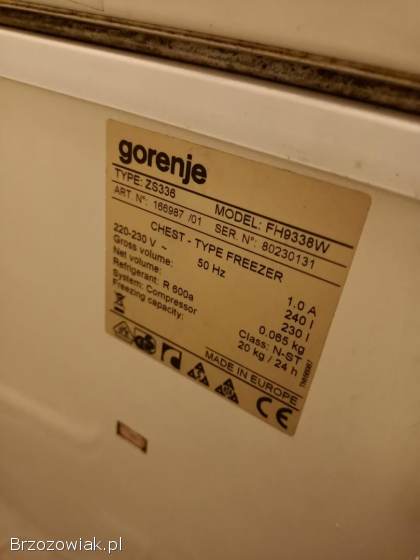 gorenje
TYPE: ZS336 MODEL: FH9338W
ART. N°: 166987 /01 SER. N°: 80230131
CHEST - TYPE FREEZER
220-230 V ~ 50 Hz 1.0 A
Gross volume: 240 l
Net volume: 230 l
Refrigerant: R 600a 0.065 kg
System: Compressor Class: N-ST
Freezing capacity: 20 kg / 24 h
MADE IN EUROPE
CE
Brzozowiak.pl